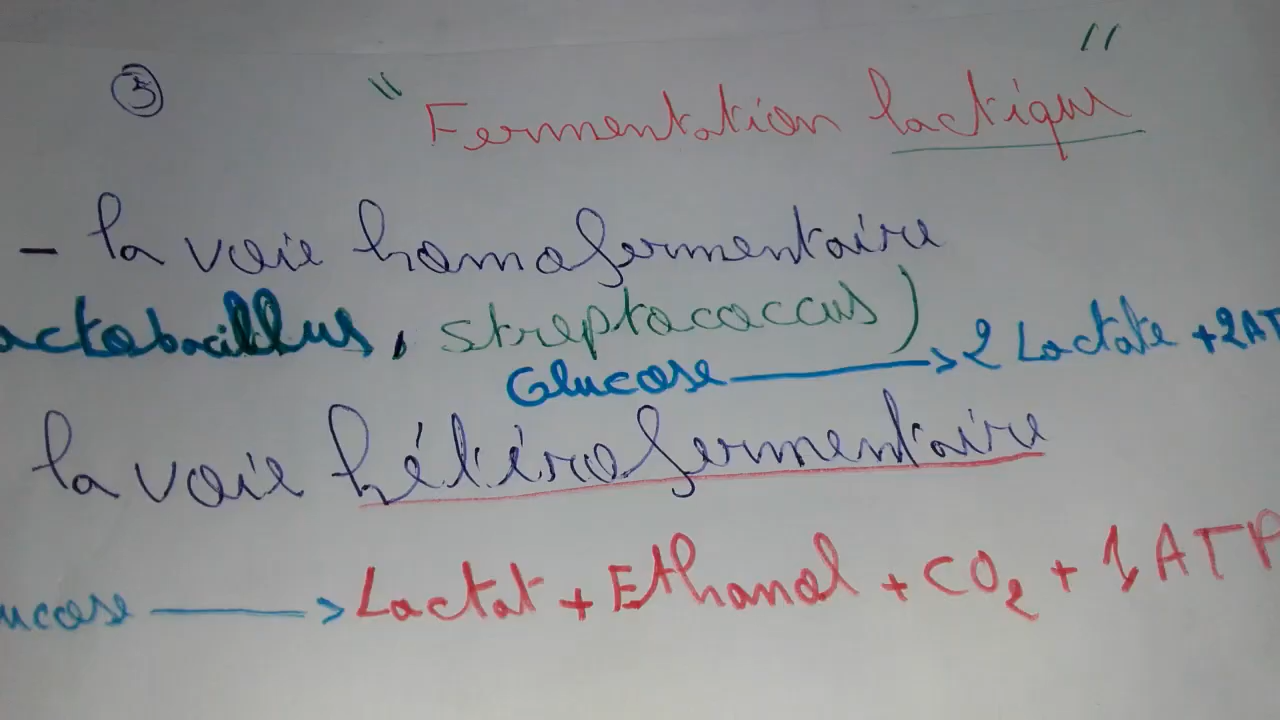 5
" Fermentation lactique "
- la voie homofermentaire
actobacillus, streptococcus)
Glucose → 2 Lactate + 2AT
la voie hétérofermentaire
ucose → Lactat + Ethanol + CO₂ + 1 ATP